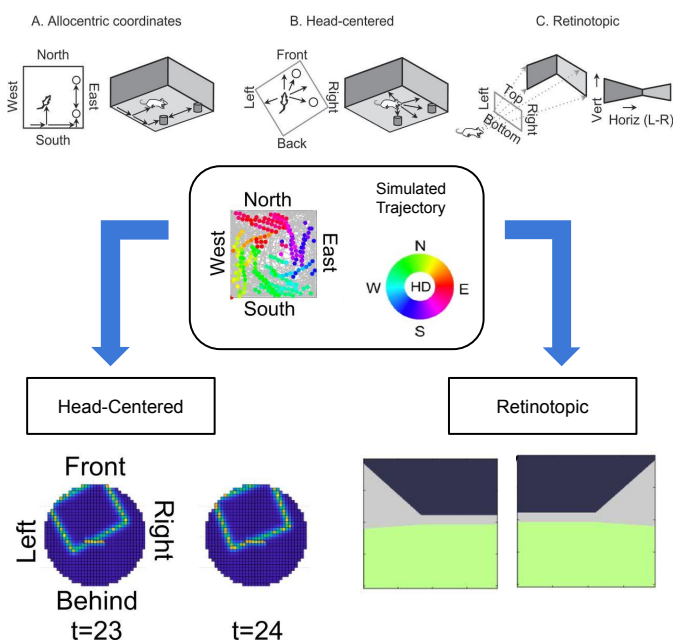 A. Allocentric coordinates
B. Head-centered
C. Retinotopic
North
West
East
South
Front
Left
Right
Back
Left
Top
Right
Bottom
Vert
Horiz (L-R)
North
West
East
South
Simulated
Trajectory
N
W
HD
E
S
Head-Centered
Retinotopic
Front
Left
Right
Behind
t=23
t=24